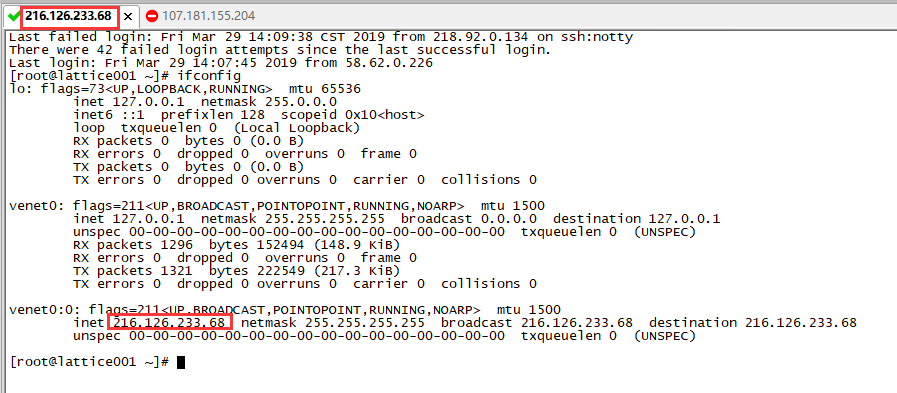 216.126.233.68 × 107.181.155.204
Last failed login: Fri Mar 29 14:09:38 CST 2019 from 218.92.0.134 on ssh:notty
There were 42 failed login attempts since the last successful login.
Last login: Fri Mar 29 14:07:45 2019 from 58.62.0.226
[root@lattice001 ~]# ifconfig
lo: flags=73<UP,LOOPBACK,RUNNING>  mtu 65536
        inet 127.0.0.1  netmask 255.0.0.0
        inet6 ::1  prefixlen 128  scopeid 0x10<host>
        loop  txqueuelen 0  (Local Loopback)
        RX packets 0  bytes 0 (0.0 B)
        RX errors 0  dropped 0  overruns 0  frame 0
        TX packets 0  bytes 0 (0.0 B)
        TX errors 0  dropped 0 overruns 0  carrier 0  collisions 0
venet0: flags=211<UP,BROADCAST,POINTOPOINT,RUNNING,NOARP>  mtu 1500
        inet 127.0.0.1  netmask 255.255.255.255  broadcast 0.0.0.0  destination 127.0.0.1
        unspec 00-00-00-00-00-00-00-00-00-00-00-00-00-00-00-00  txqueuelen 0  (UNSPEC)
        RX packets 1296  bytes 152494 (148.9 KiB)
        RX errors 0  dropped 0  overruns 0  frame 0
        TX packets 1321  bytes 222549 (217.3 KiB)
        TX errors 0  dropped 0 overruns 0  carrier 0  collisions 0
venet0:0: flags=211<UP,BROADCAST,POINTOPOINT,RUNNING,NOARP>  mtu 1500
        inet 216.126.233.68  netmask 255.255.255.255  broadcast 216.126.233.68  destination 216.126.233.68
        unspec 00-00-00-00-00-00-00-00-00-00-00-00-00-00-00-00  txqueuelen 0  (UNSPEC)
[root@lattice001 ~]#